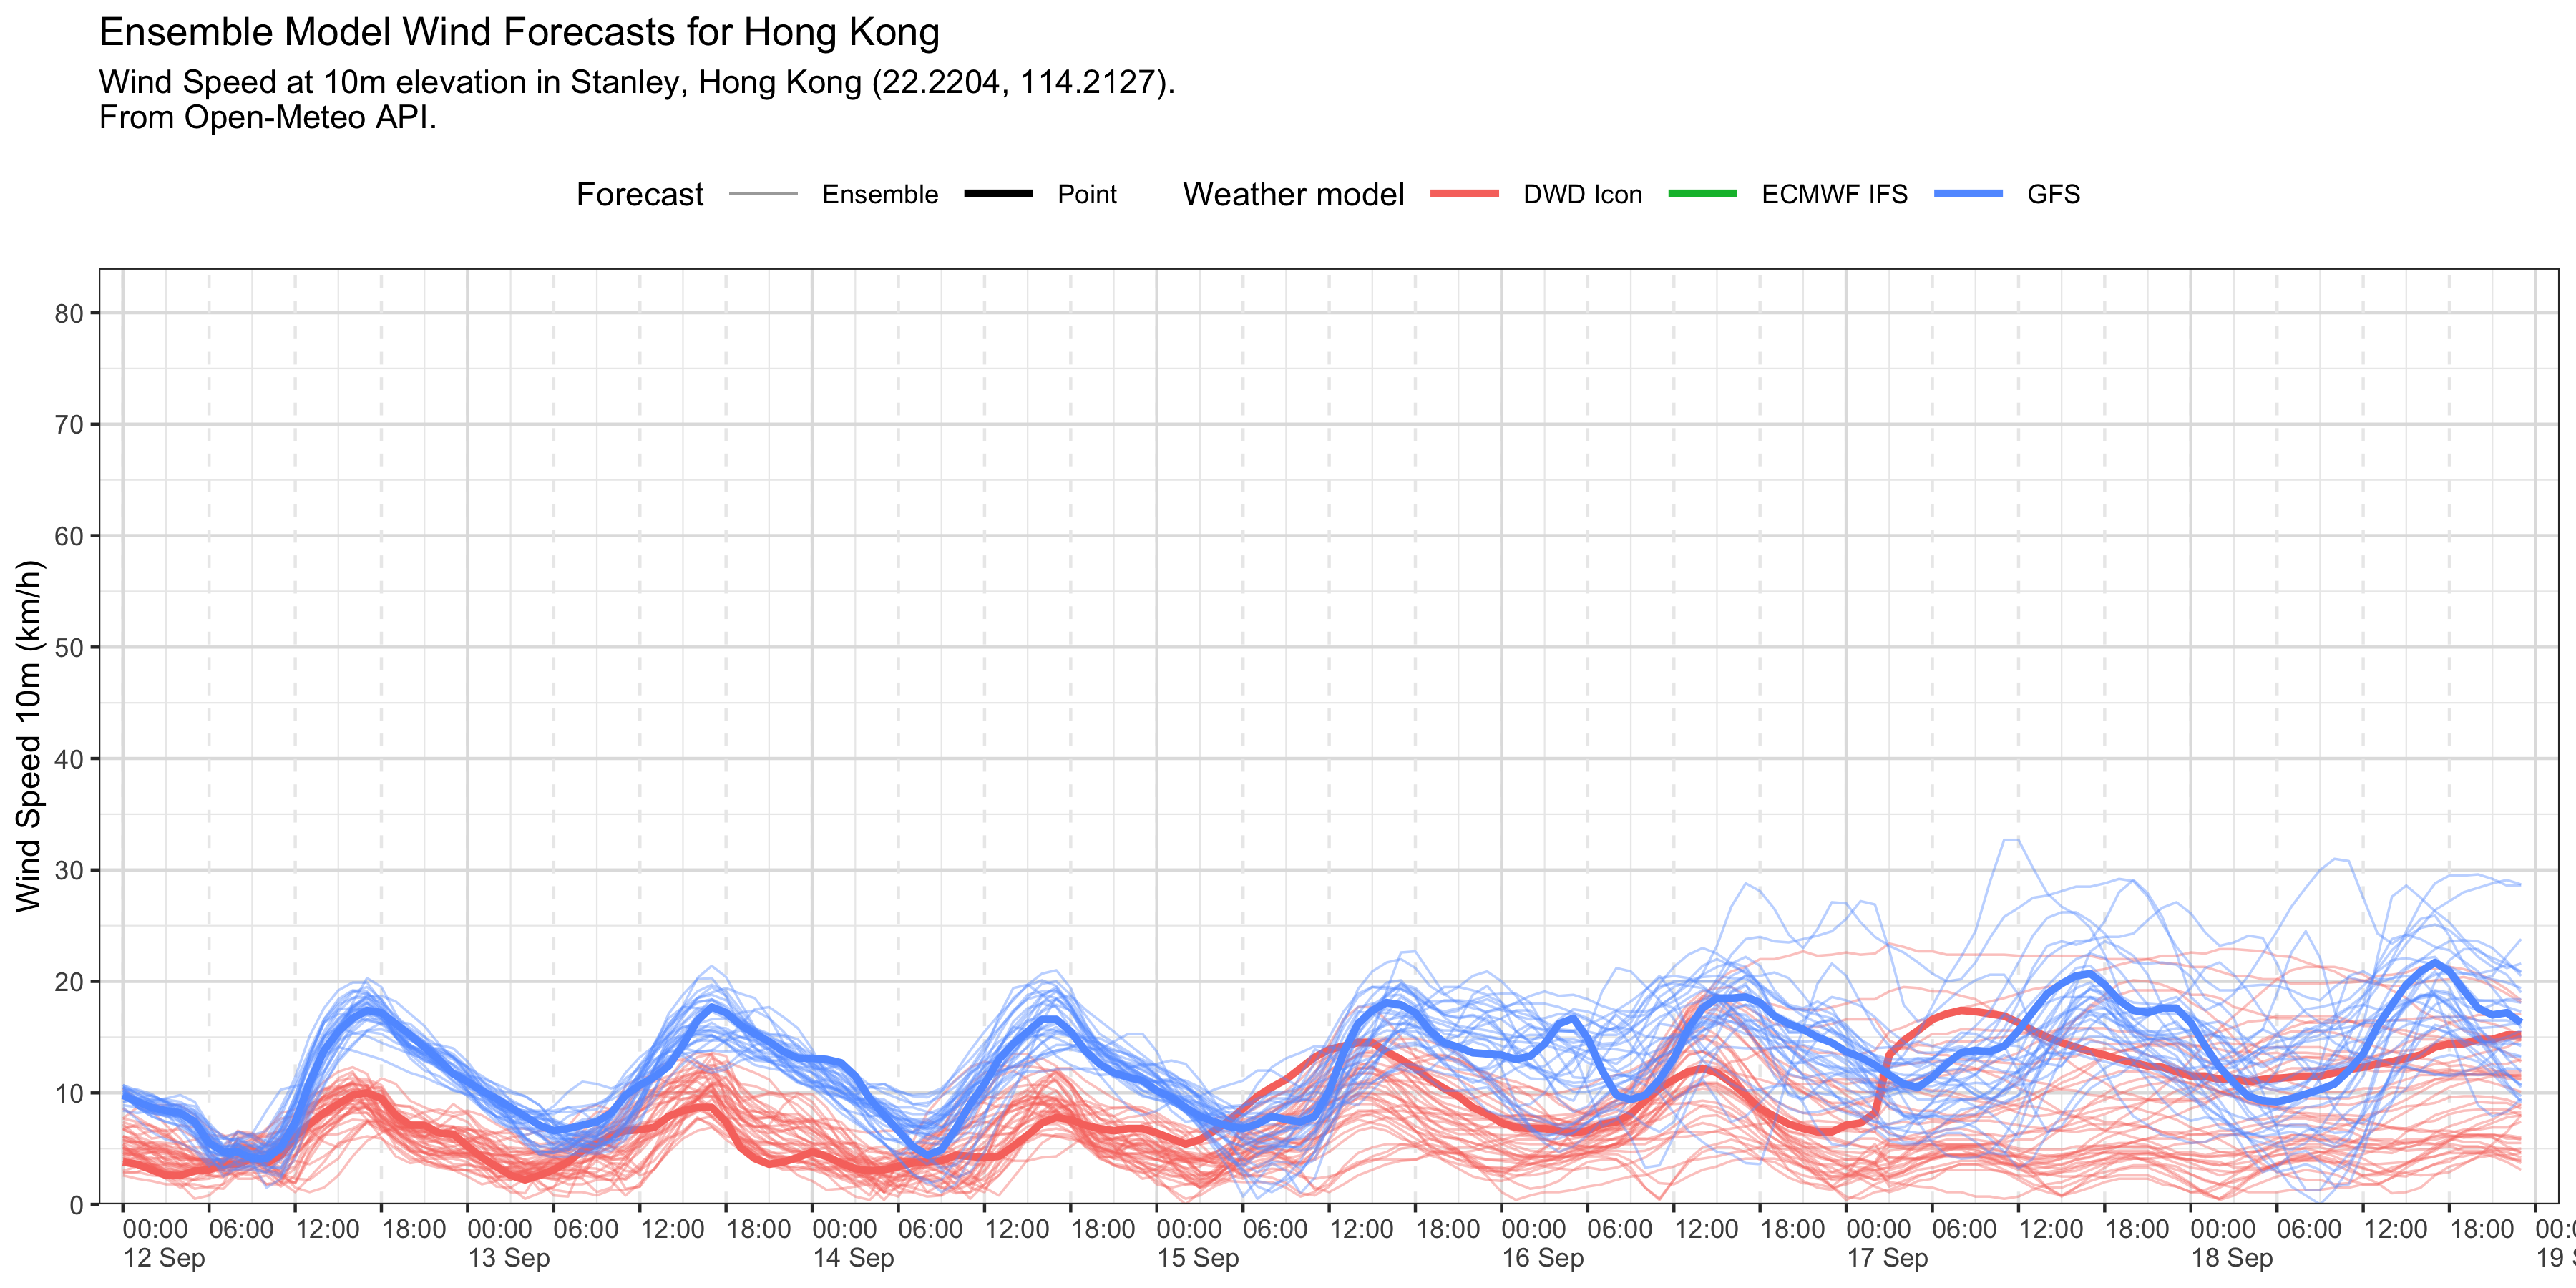 Ensemble Model Wind Forecasts for Hong Kong
Wind Speed at 10m elevation in Stanley, Hong Kong (22.2204, 114.2127).
From Open-Meteo API.
Forecast Ensemble Point Weather model DWD Icon ECMWF IFS GFS
Wind Speed 10m (km/h)
80
70
60
50
40
30
20
10
0
00:00 06:00 12:00 18:00 00:00 06:00 12:00 18:00 00:00 06:00 12:00 18:00 00:00 06:00 12:00 18:00 00:00 06:00 12:00 18:00 00:00 06:00 12:00 18:00 00:00 06:00 12:00 18:00
12 Sep 13 Sep 14 Sep 15 Sep 16 Sep 17 Sep 18 Sep